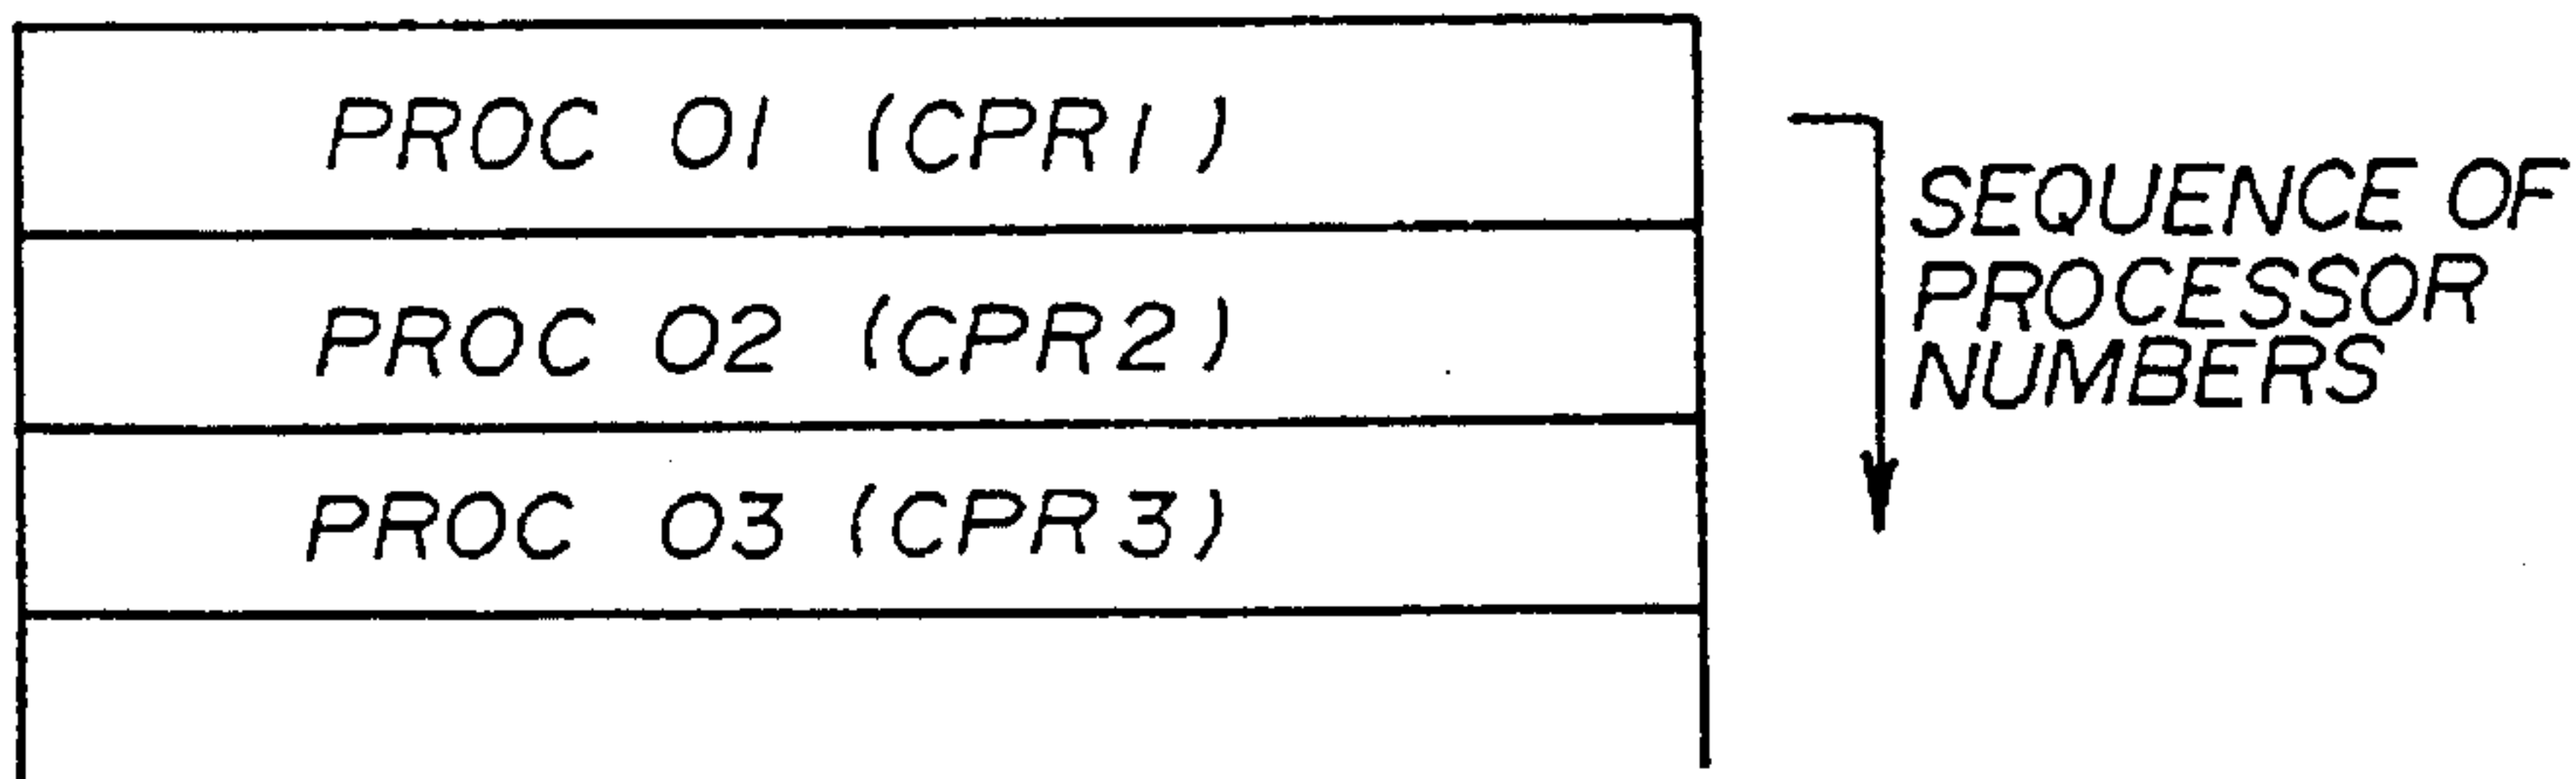 PROC 01 (CPR1)
PROC 02 (CPR2)
PROC 03 (CPR3)
SEQUENCE OF
PROCESSOR
NUMBERS